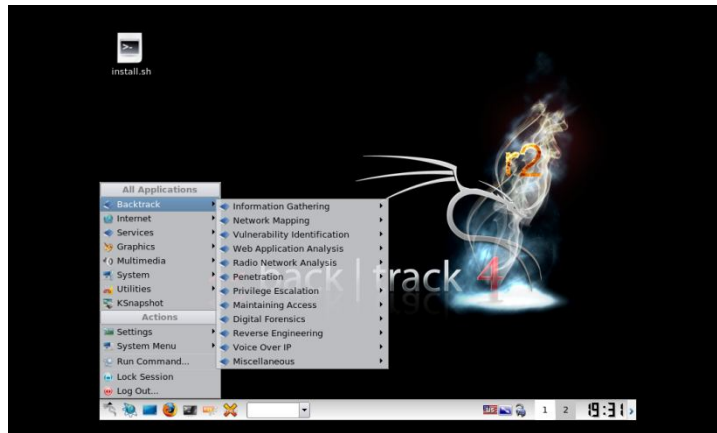 install.sh
r2
All Applications
Backtrack
Internet
Services
Graphics
Multimedia
System
Utilities
KSnapshot
Actions
Settings
System Menu
Run Command...
Lock Session
Log Out...
Information Gathering
Network Mapping
Vulnerability Identification
Web Application Analysis
Radio Network Analysis
Penetration
Privilege Escalation
Maintaining Access
Digital Forensics
Reverse Engineering
Voice Over IP
Miscellaneous
back | track 4
1 2 19:31